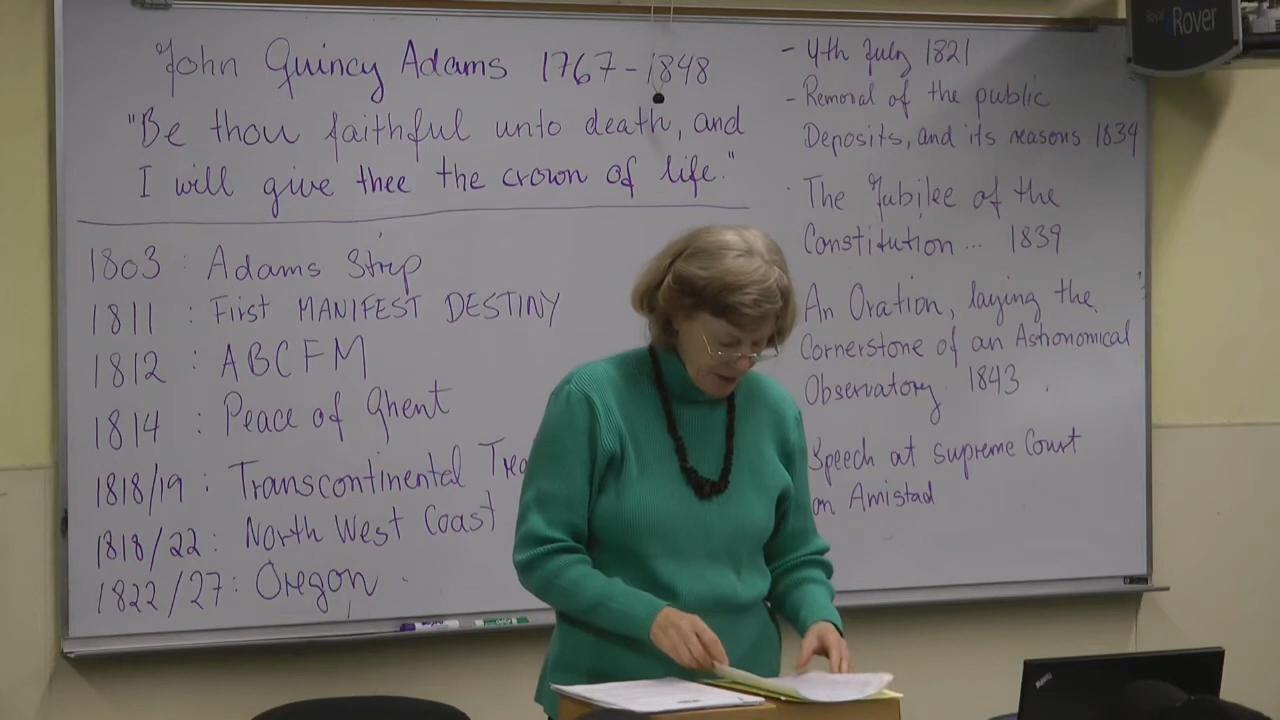 John Quincy Adams 1767-1848
"Be thou faithful unto death, and
I will give thee the crown of life."
1803 : Adams Strip
1811 : First MANIFEST DESTINY
1812 : ABCFM
1814 : Peace of Ghent
1818/19 : Transcontinental Trea
1818/22 : North West Coast
1822/27 : Oregon
- 4th July 1821
- Removal of the public
Deposits, and its reasons 1834
The Jubilee of the
Constitution ... 1839
An Oration, laying the
Cornerstone of an Astronomical
Observatory 1843
Speech at supreme Court
on Amistad
Royal Rover